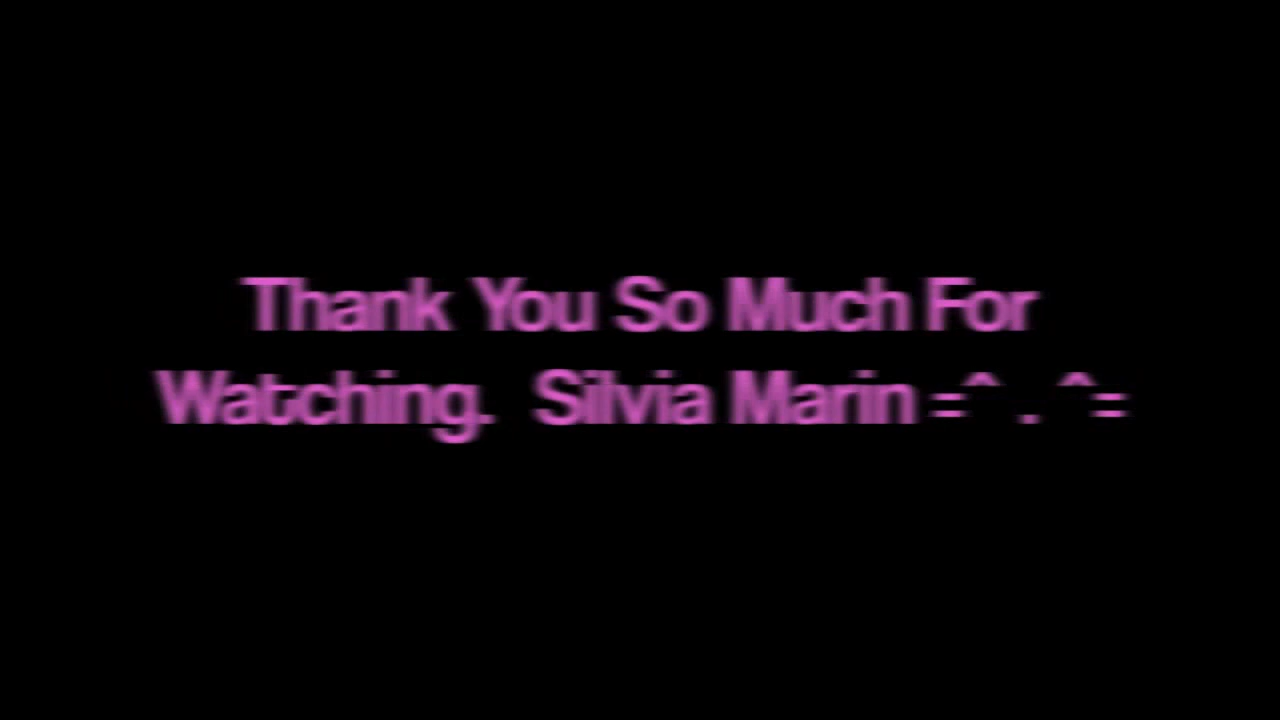 Thank You So Much For
Watching.  Silvia Marin =^ . ^=